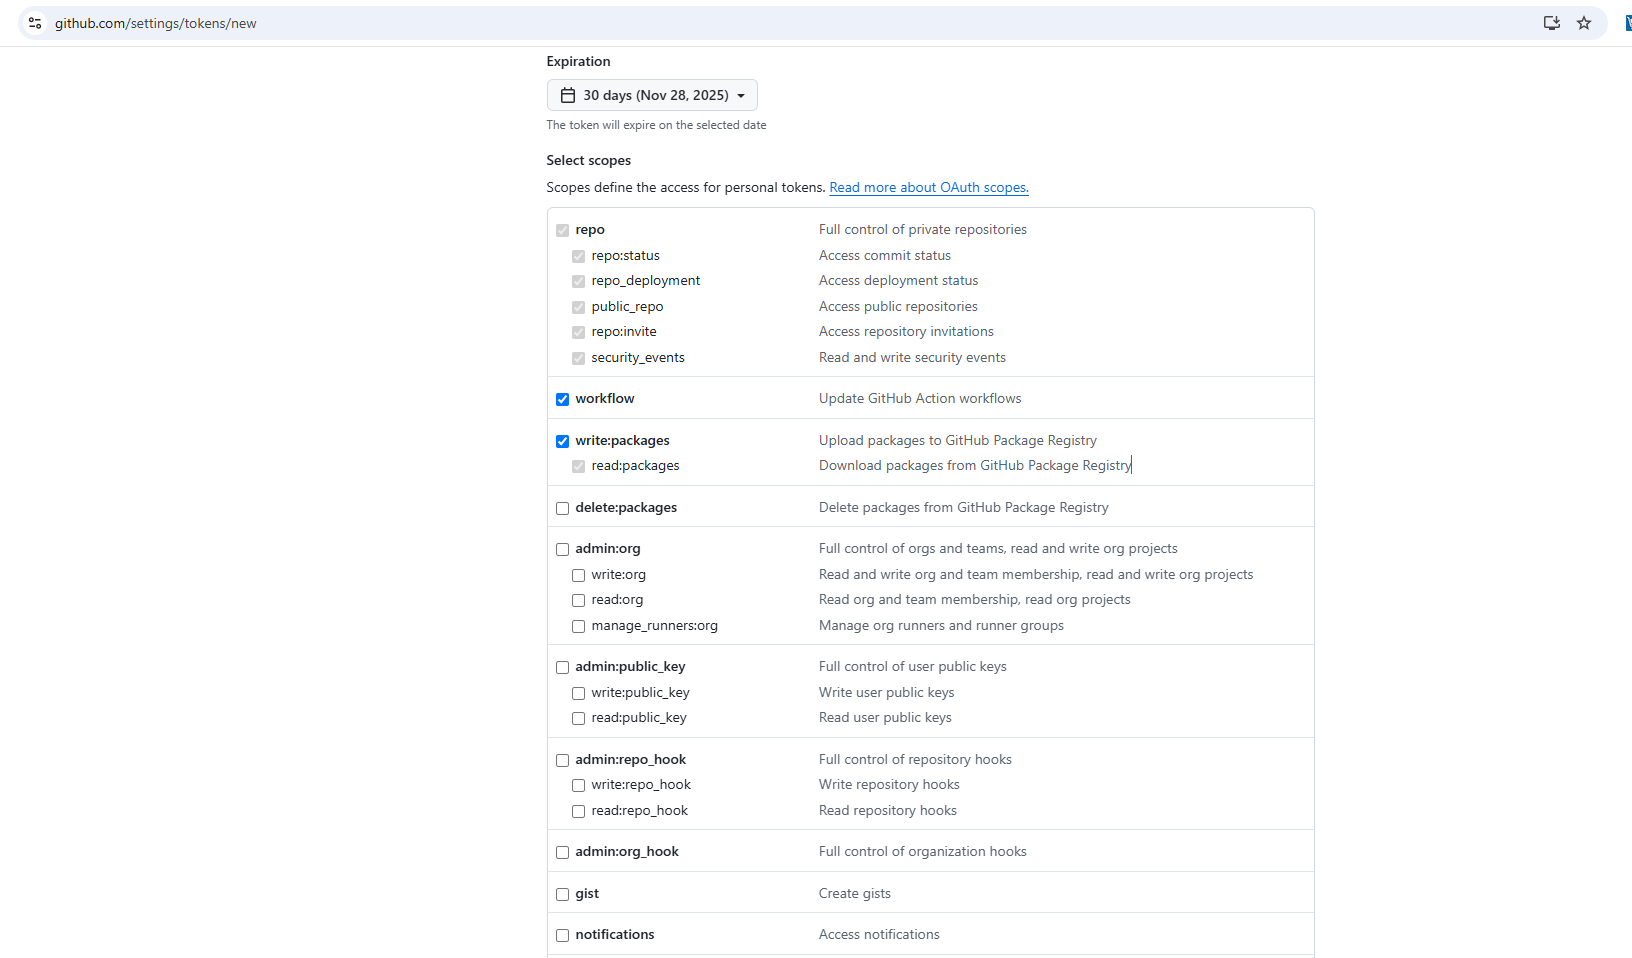 github.com/settings/tokens/new
Expiration
30 days (Nov 28, 2025)
The token will expire on the selected date
Select scopes
Scopes define the access for personal tokens. Read more about OAuth scopes.
repo Full control of private repositories
repo:status Access commit status
repo_deployment Access deployment status
public_repo Access public repositories
repo:invite Access repository invitations
security_events Read and write security events
workflow Update GitHub Action workflows
write:packages Upload packages to GitHub Package Registry
read:packages Download packages from GitHub Package Registry
delete:packages Delete packages from GitHub Package Registry
admin:org Full control of orgs and teams, read and write org projects
write:org Read and write org and team membership, read and write org projects
read:org Read org and team membership, read org projects
manage_runners:org Manage org runners and runner groups
admin:public_key Full control of user public keys
write:public_key Write user public keys
read:public_key Read user public keys
admin:repo_hook Full control of repository hooks
write:repo_hook Write repository hooks
read:repo_hook Read repository hooks
admin:org_hook Full control of organization hooks
gist Create gists
notifications Access notifications